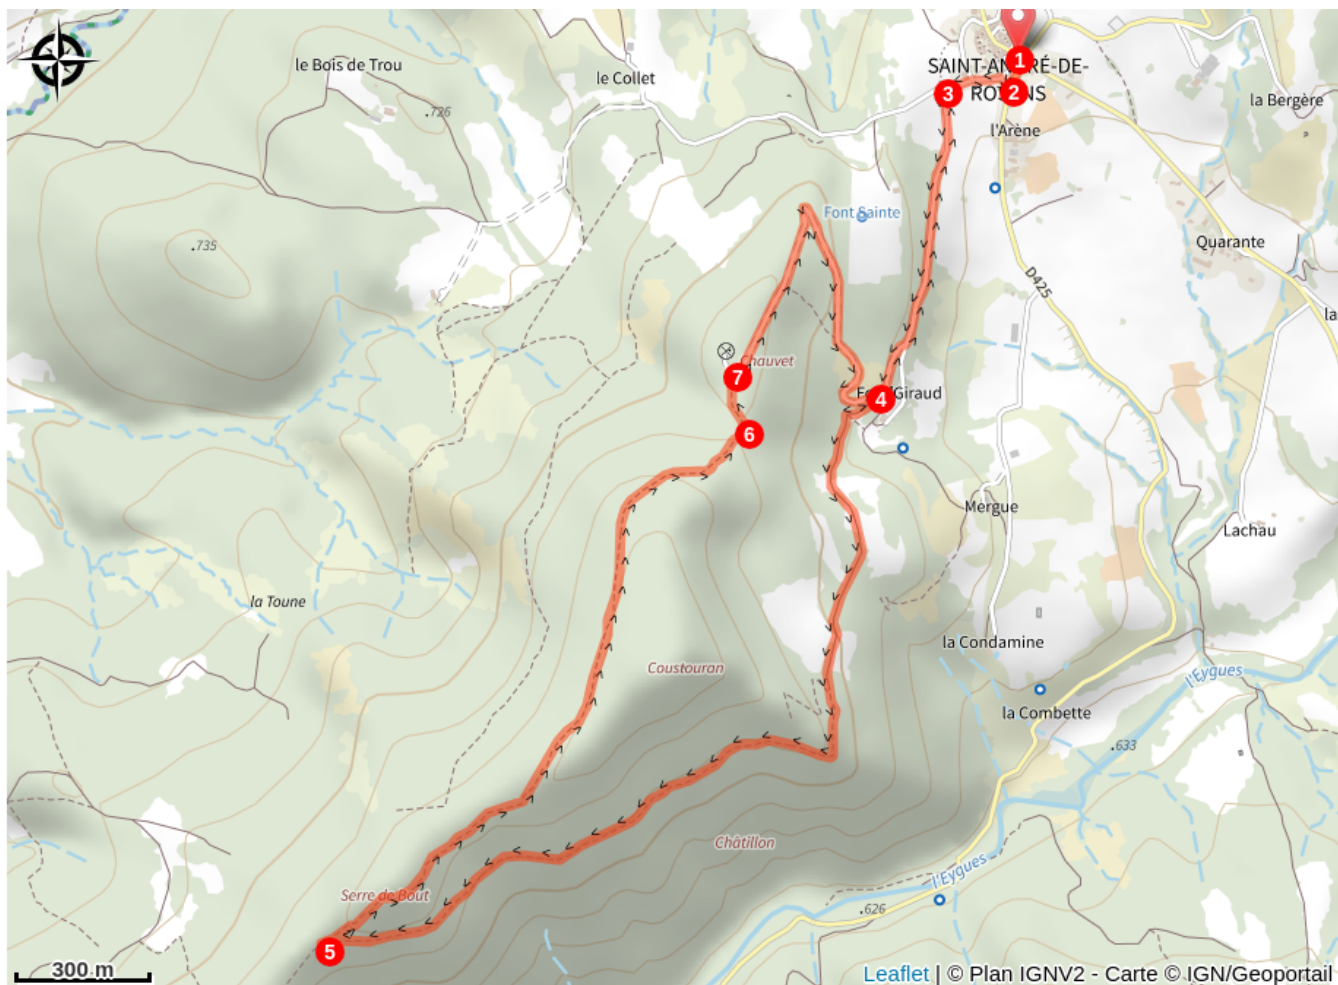 1
SAINT-ANDRÉ-DE-
ROSANS
2
3
le Bois de Trou
le Collet
.726
la Bergère
l'Arène
Font Sainte
.735
Quarante
D425
la
Chauvet
7
Giraud
4
6
Mergue
Lachau
la Toune
la Condamine
Coustouran
l'Eygues
la Combette
.633
Châtillon
l'Eygues
Serre de Bout
.626
5
300 m
Leaflet | © Plan IGNV2 - Carte © IGN/Geoportail